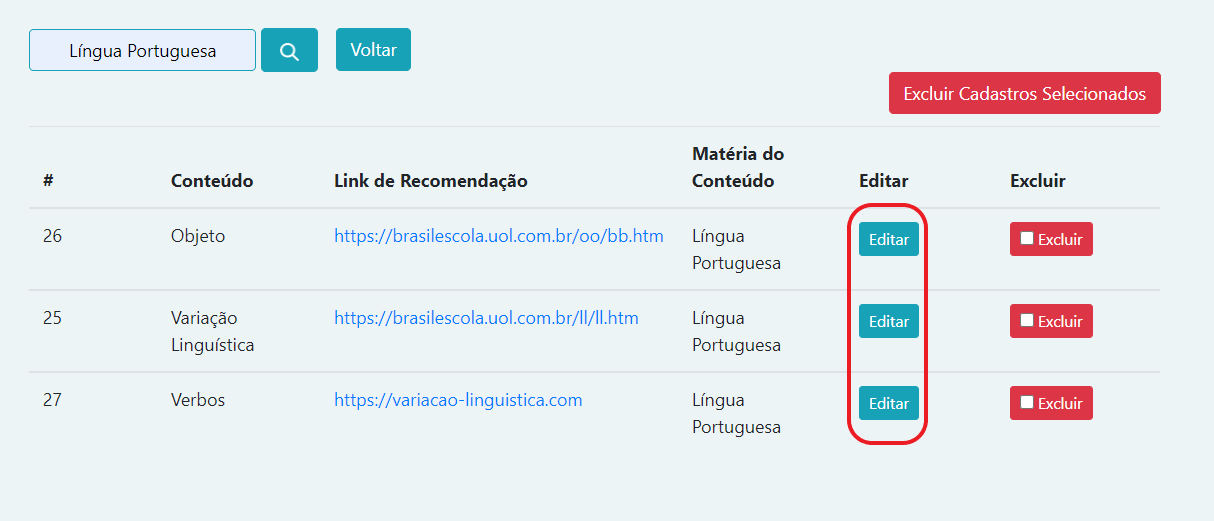 Língua Portuguesa
Voltar
Excluir Cadastros Selecionados
# Conteúdo Link de Recomendação Matéria do Conteúdo Editar Excluir
26 Objeto https://brasilescola.uol.com.br/oo/bb.htm Língua Portuguesa Editar Excluir
25 Variação Linguística https://brasilescola.uol.com.br/ll/ll.htm Língua Portuguesa Editar Excluir
27 Verbos https://variacao-linguistica.com Língua Portuguesa Editar Excluir